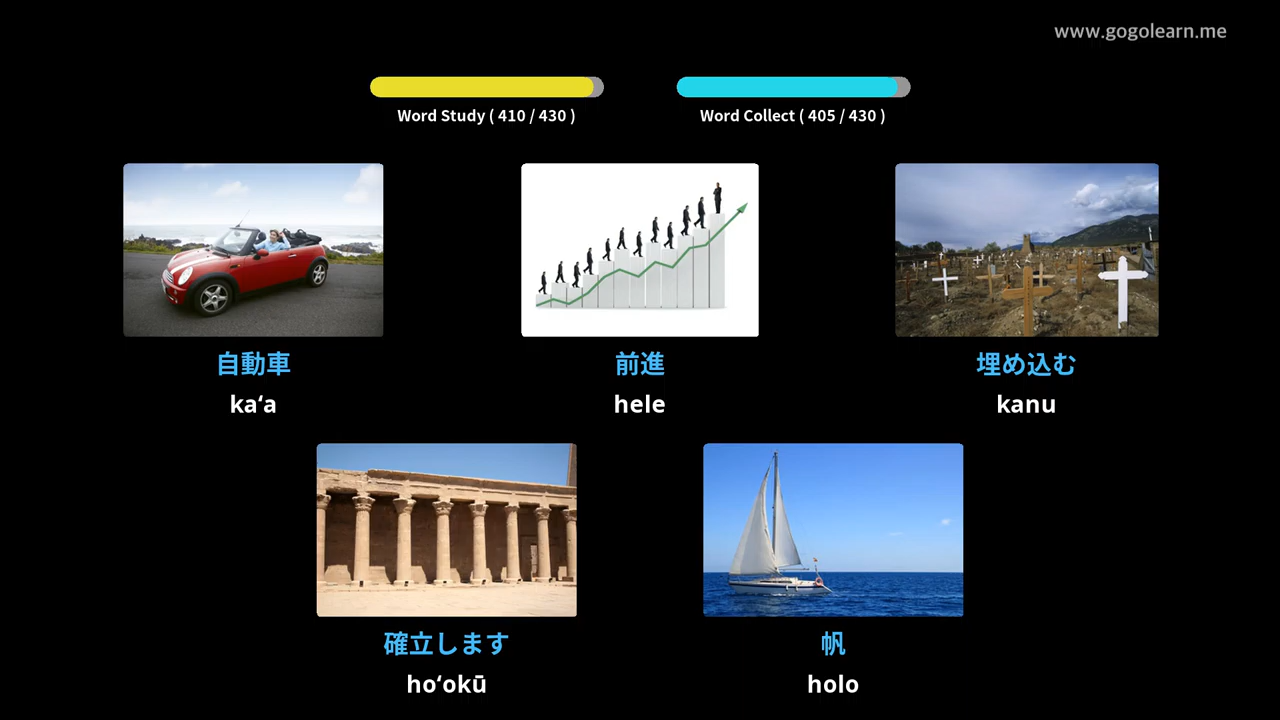 www.gogolearn.me
Word Study ( 410 / 430 )
Word Collect ( 405 / 430 )
自動車
kaʻa
前進
hele
埋め込む
kanu
確立します
hoʻokū
帆
holo